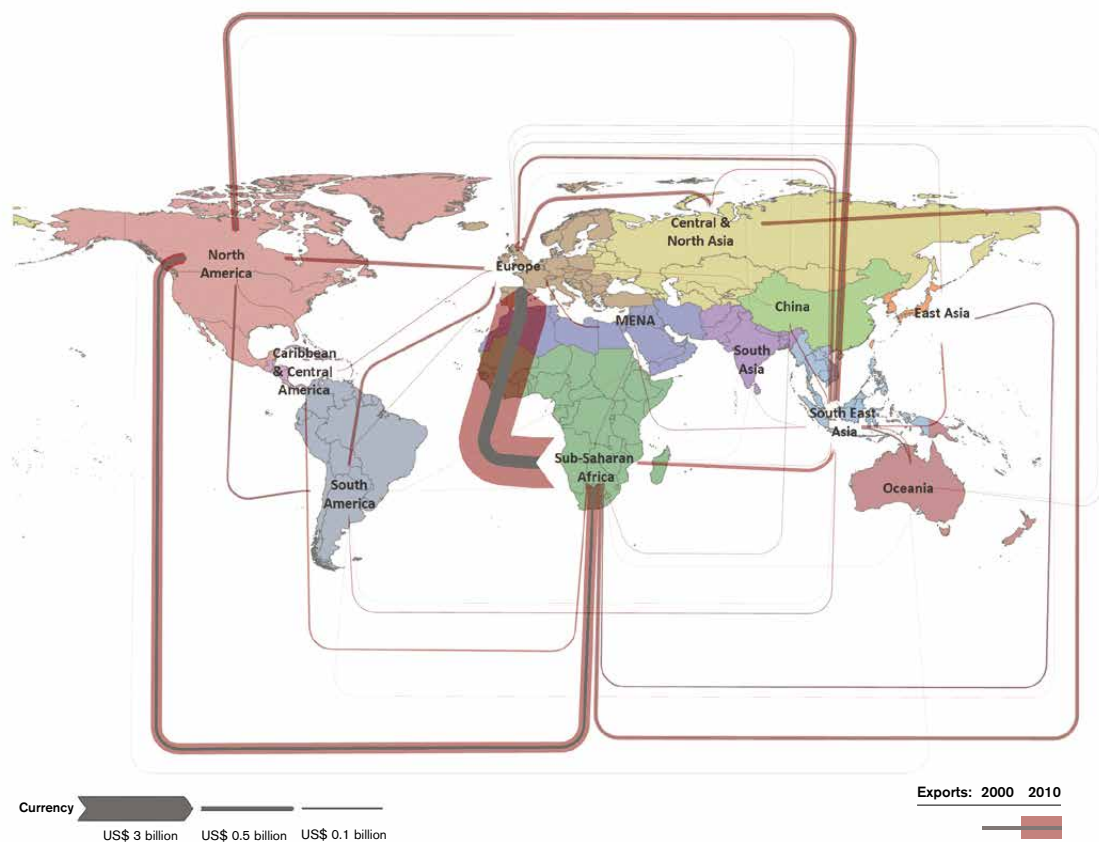 Central &
North Asia
North
America
Europe
China
East Asia
MENA
South
Asia
Caribbean
& Central
America
South East
Asia
Sub-Saharan
Africa
South
America
Oceania
Exports: 2000 2010
Currency
US$ 3 billion US$ 0.5 billion US$ 0.1 billion